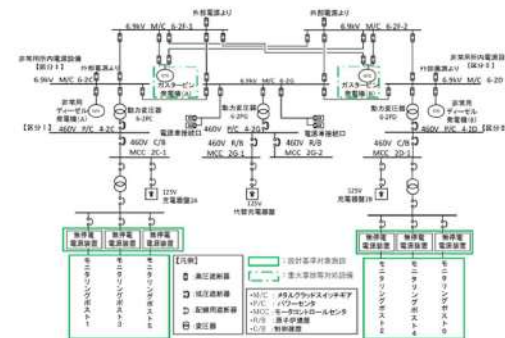 外部電源より
外部電源より
6.9kV M/C 6-2F-1
6.9kV M/C 6-2F-2
非常用所内電源設備
【区分Ⅰ】
外部電源より
6.9kV M/C 6-2C
ガスタービン
発電機(A)
6.9kV M/C 6-2G
ガスタービン
発電機(B)
非常用所内電源設備
外部電源より
6.9kV M/C 6-2D
非常用
ディーゼル
発電機(A)
動力変圧器
6-2PC
動力変圧器
6-2PG
動力変圧器
6-2PD
非常用
ディーゼル
発電機(B)
【区分Ⅰ】
460V P/C 4-2C
電源車接続口
460V P/C 4-2G
電源車接続口
460V P/C 4-2D
460V C/B
MCC 2C-1
460V R/B
MCC 2G-1
460V R/B
MCC 2G-2
460V C/B
MCC 2D-1
125V
充電器盤2A
125V
代替充電器盤
125V
充電器盤2B
無停電
電源装置
無停電
電源装置
無停電
電源装置
無停電
電源装置
無停電
電源装置
無停電
電源装置
モニタリングポスト1
モニタリングポスト3
モニタリングポスト5
モニタリングポスト2
モニタリングポスト4
モニタリングポスト6
【凡例】
:高圧遮断器
:低圧遮断器
:配線用遮断器
:変圧器
:設計基準対象施設
:重大事故等対処設備
・M/C :メタルクラッドスイッチギア
・P/C :パワーセンタ
・MCC :モータコントロールセンタ
・R/B :原子炉建屋
・C/B :制御建屋